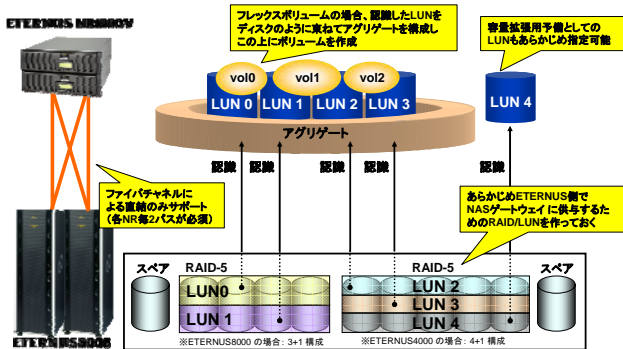 ETERNUS NR1000V
フレックスボリュームの場合、認識したLUNを
ディスクのように束ねてアグリゲートを構成し
この上にボリュームを作成
容量拡張用予備としての
LUNもあらかじめ指定可能
vol0
vol1
vol2
LUN 0
LUN 1
LUN 2
LUN 3
LUN 4
アグリゲート
認識
認識
認識
認識
認識
ファイバチャネルに
よる直結のみサポート
(各NR毎2パスが必須)
あらかじめETERNUS側で
NASゲートウェイ に供与するた
めのRAID/LUNを作っておく
スペア
RAID-5
RAID-5
スペア
LUN0
LUN 1
LUN 2
LUN 3
LUN 4
※ETERNUS8000 の場合: 3+1 構成
※ETERNUS4000 の場合: 4+1 構成